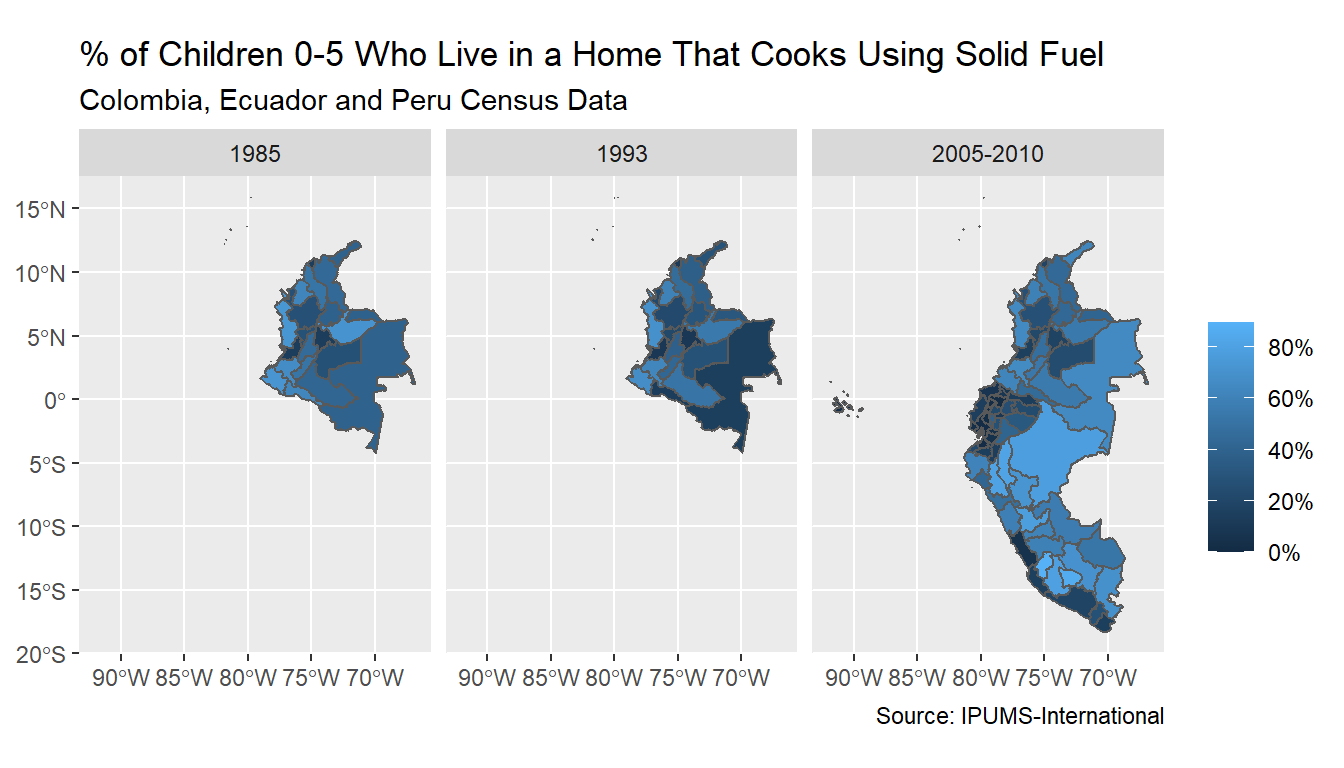 % of Children 0-5 Who Live in a Home That Cooks Using Solid Fuel
Colombia, Ecuador and Peru Census Data
1985
1993
2005-2010
15°N
10°N
5°N
0°
5°S
10°S
15°S
20°S
90°W 85°W 80°W 75°W 70°W
90°W 85°W 80°W 75°W 70°W
90°W 85°W 80°W 75°W 70°W
80%
60%
40%
20%
0%
Source: IPUMS-International